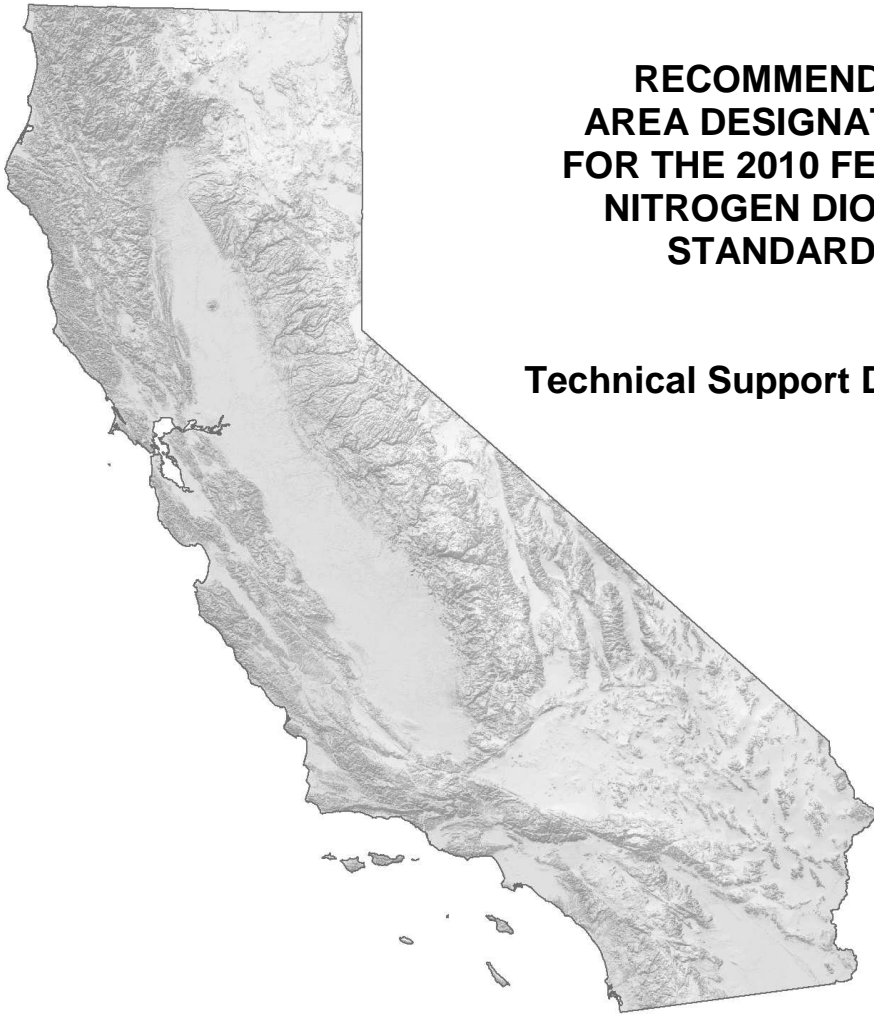 RECOMMEND
AREA DESIGNAT
FOR THE 2010 FE
NITROGEN DIO
STANDARD
Technical Support D